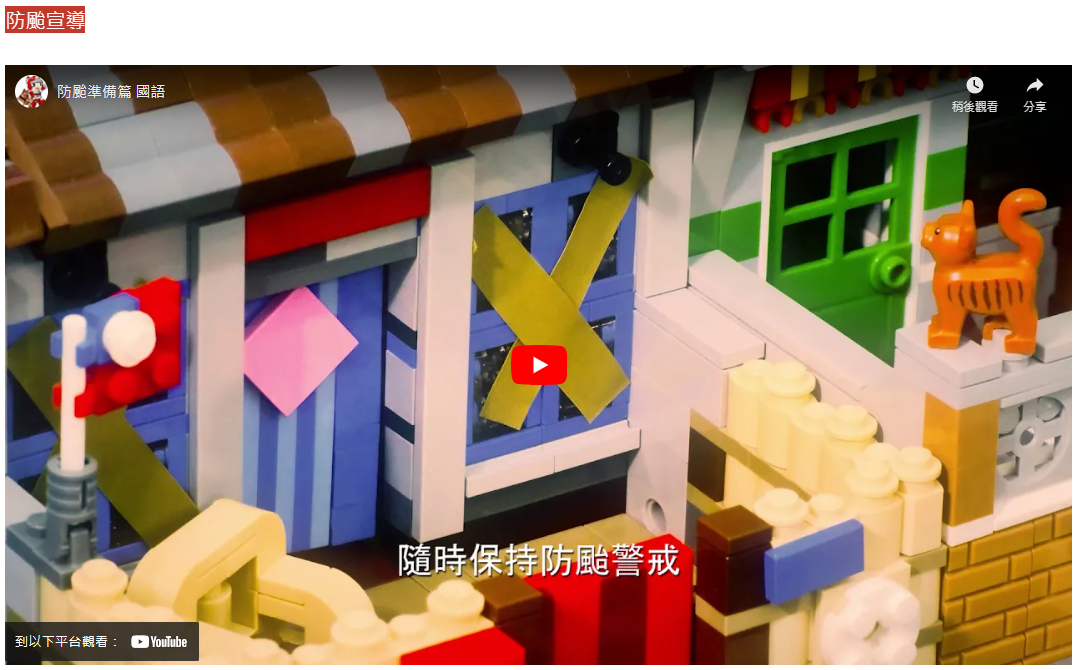 防颱宣導
防颱準備篇 國語
稍後觀看
分享
隨時保持防颱警戒
到以下平台觀看：
YouTube